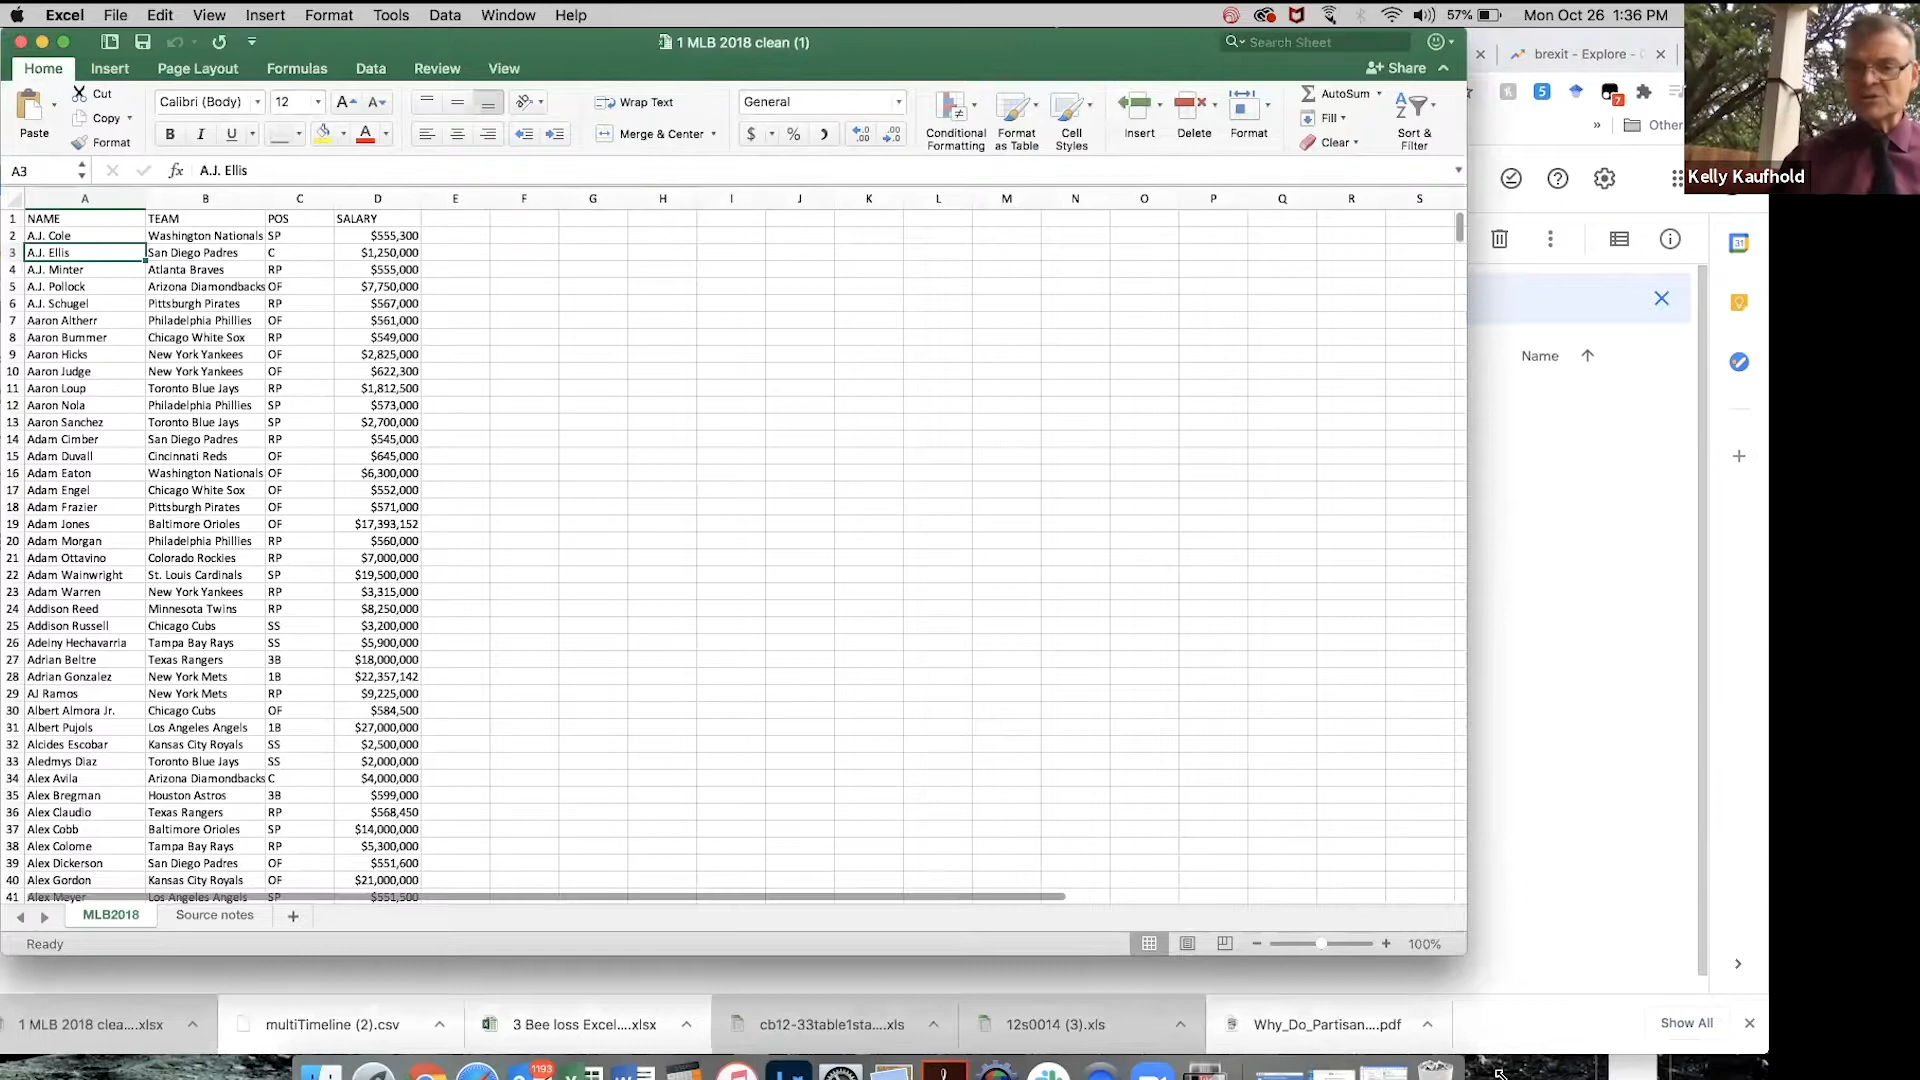 Excel File Edit View Insert Format Tools Data Window Help 57% Mon Oct 26 1:36 PM
1 MLB 2018 clean (1)
Search Sheet
brexit - Explore -
Home Insert Page Layout Formulas Data Review View Share
Paste Cut Copy Format
Calibri (Body) 12
Wrap Text
Merge & Center
General
Conditional Formatting
Format as Table
Cell Styles
Insert Delete Format
AutoSum
Fill
Clear
Sort & Filter
Other
Kelly Kaufhold
A3 fx A.J. Ellis
A B C D E F G H I J K L M N O P Q R S
1 NAME TEAM POS SALARY
2 A.J. Cole Washington Nationals SP $555,300
3 A.J. Ellis San Diego Padres C $1,250,000
4 A.J. Minter Atlanta Braves RP $555,000
5 A.J. Pollock Arizona Diamondbacks OF $7,750,000
6 A.J. Schugel Pittsburgh Pirates RP $567,000
7 Aaron Altherr Philadelphia Phillies OF $561,000
8 Aaron Bummer Chicago White Sox RP $549,000
9 Aaron Hicks New York Yankees OF $2,825,000
10 Aaron Judge New York Yankees OF $622,300
11 Aaron Loup Toronto Blue Jays RP $1,812,500
12 Aaron Nola Philadelphia Phillies SP $573,000
13 Aaron Sanchez Toronto Blue Jays SP $2,700,000
14 Adam Cimber San Diego Padres RP $545,000
15 Adam Duvall Cincinnati Reds OF $645,000
16 Adam Eaton Washington Nationals OF $6,300,000
17 Adam Engel Chicago White Sox OF $552,000
18 Adam Frazier Pittsburgh Pirates OF $571,000
19 Adam Jones Baltimore Orioles OF $17,393,152
20 Adam Morgan Philadelphia Phillies RP $560,000
21 Adam Ottavino Colorado Rockies RP $7,000,000
22 Adam Wainwright St. Louis Cardinals SP $19,500,000
23 Adam Warren New York Yankees RP $3,315,000
24 Addison Reed Minnesota Twins RP $8,250,000
25 Addison Russell Chicago Cubs SS $3,200,000
26 Adeiny Hechavarria Tampa Bay Rays SS $5,900,000
27 Adrian Beltre Texas Rangers 3B $18,000,000
28 Adrian Gonzalez New York Mets 1B $22,357,142
29 AJ Ramos New York Mets RP $9,225,000
30 Albert Almora Jr. Chicago Cubs OF $584,500
31 Albert Pujols Los Angeles Angels 1B $27,000,000
32 Alcides Escobar Kansas City Royals SS $2,500,000
33 Aledmys Diaz Toronto Blue Jays SS $2,000,000
34 Alex Avila Arizona Diamondbacks C $4,000,000
35 Alex Bregman Houston Astros 3B $599,000
36 Alex Claudio Texas Rangers RP $568,450
37 Alex Cobb Baltimore Orioles SP $14,000,000
38 Alex Colome Tampa Bay Rays RP $5,300,000
39 Alex Dickerson San Diego Padres OF $551,600
40 Alex Gordon Kansas City Royals OF $21,000,000
41 Alex Meyer Los Angeles Angels SP $551,500
Name
MLB2018 Source notes
Ready 100%
1 MLB 2018 clea....xlsx multiTimeline (2).csv 3 Bee loss Excel....xlsx cb12-33table1sta....xls 12s0014 (3).xls Why_Do_Partisan....pdf Show All
1193